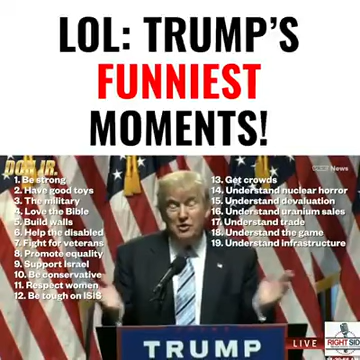 LOL: TRUMP'S
FUNNIEST
MOMENTS!
DON JR.
News
1. Be strong
2. Have good toys
3. The military
4. Love the Bible
5. Build walls
6. Help the disabled
7. Fight for veterans
8. Promote equality
9. Support Israel
10. Be conservative
11. Respect women
12. Be tough on ISIS
13. Get crowds
14. Understand nuclear horror
15. Understand devaluation
16. Understand uranium sales
17. Understand trade
18. Understand the game
19. Understand infrastructure
LIVE
TRUMP